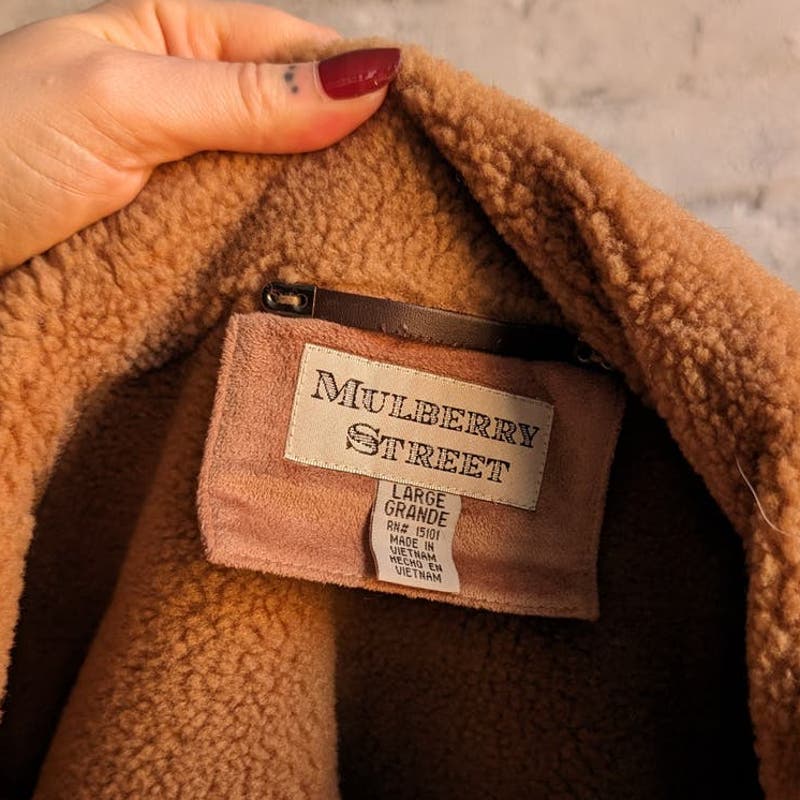 MULBERRY
STREET
LARGE
GRANDE
RN# 15101
MADE IN
VIETNAM
HECHO EN
VIETNAM